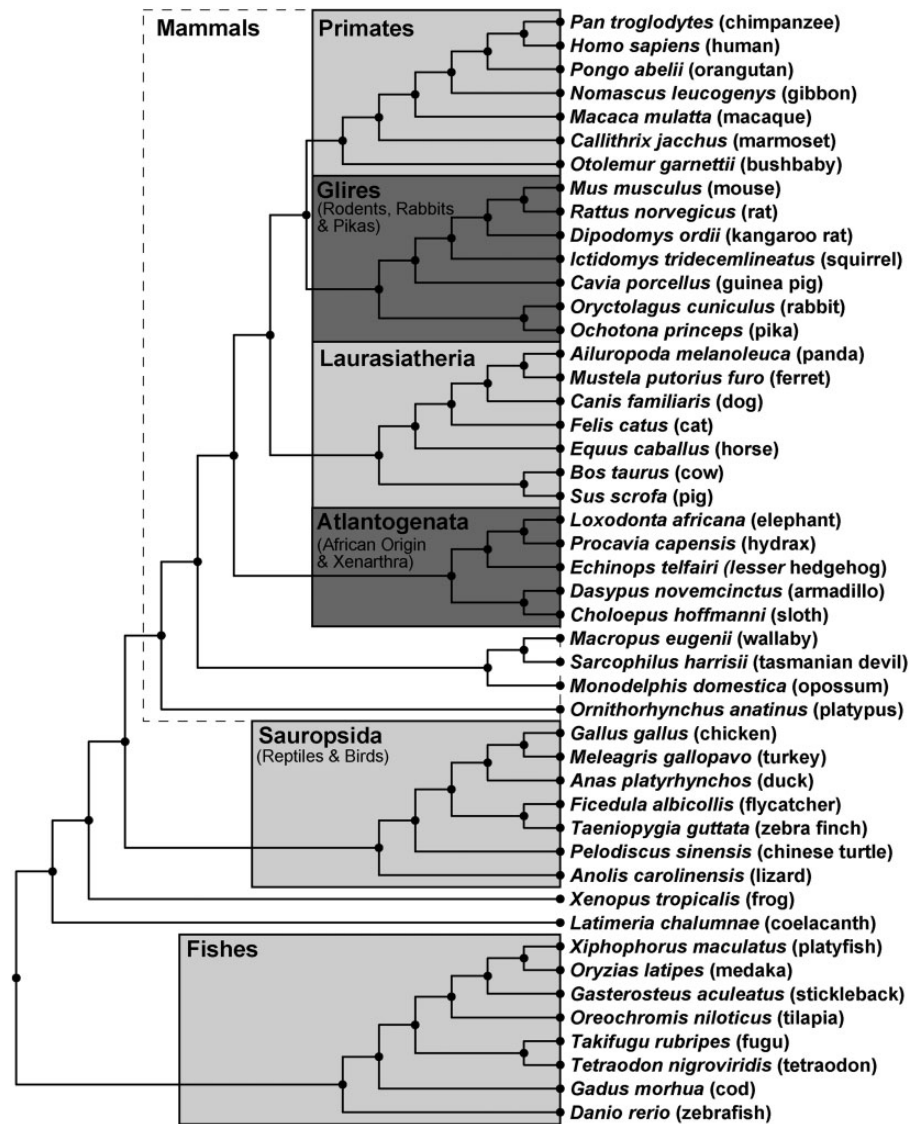 Mammals
Primates
Pan troglodytes (chimpanzee)
Homo sapiens (human)
Pongo abelii (orangutan)
Nomascus leucogenys (gibbon)
Macaca mulatta (macaque)
Callithrix jacchus (marmoset)
Otolemur garnettii (bushbaby)
Glires
(Rodents, Rabbits
& Pikas)
Mus musculus (mouse)
Rattus norvegicus (rat)
Dipodomys ordii (kangaroo rat)
Ictidomys tridecemlineatus (squirrel)
Cavia porcellus (guinea pig)
Oryctolagus cuniculus (rabbit)
Ochotona princeps (pika)
Laurasiatheria
Ailuropoda melanoleuca (panda)
Mustela putorius furo (ferret)
Canis familiaris (dog)
Felis catus (cat)
Equus caballus (horse)
Bos taurus (cow)
Sus scrofa (pig)
Atlantogenata
(African Origin
& Xenarthra)
Loxodonta africana (elephant)
Procavia capensis (hydrax)
Echinops telfairi (lesser hedgehog)
Dasypus novemcinctus (armadillo)
Choloepus hoffmanni (sloth)
Macropus eugenii (wallaby)
Sarcophilus harrisii (tasmanian devil)
Monodelphis domestica (opossum)
Ornithorhynchus anatinus (platypus)
Sauropsida
(Reptiles & Birds)
Gallus gallus (chicken)
Meleagris gallopavo (turkey)
Anas platyrhynchos (duck)
Ficedula albicollis (flycatcher)
Taeniopygia guttata (zebra finch)
Pelodiscus sinensis (chinese turtle)
Anolis carolinensis (lizard)
Xenopus tropicalis (frog)
Latimeria chalumnae (coelacanth)
Fishes
Xiphophorus maculatus (platyfish)
Oryzias latipes (medaka)
Gasterosteus aculeatus (stickleback)
Oreochromis niloticus (tilapia)
Takifugu rubripes (fugu)
Tetraodon nigroviridis (tetraodon)
Gadus morhua (cod)
Danio rerio (zebrafish)